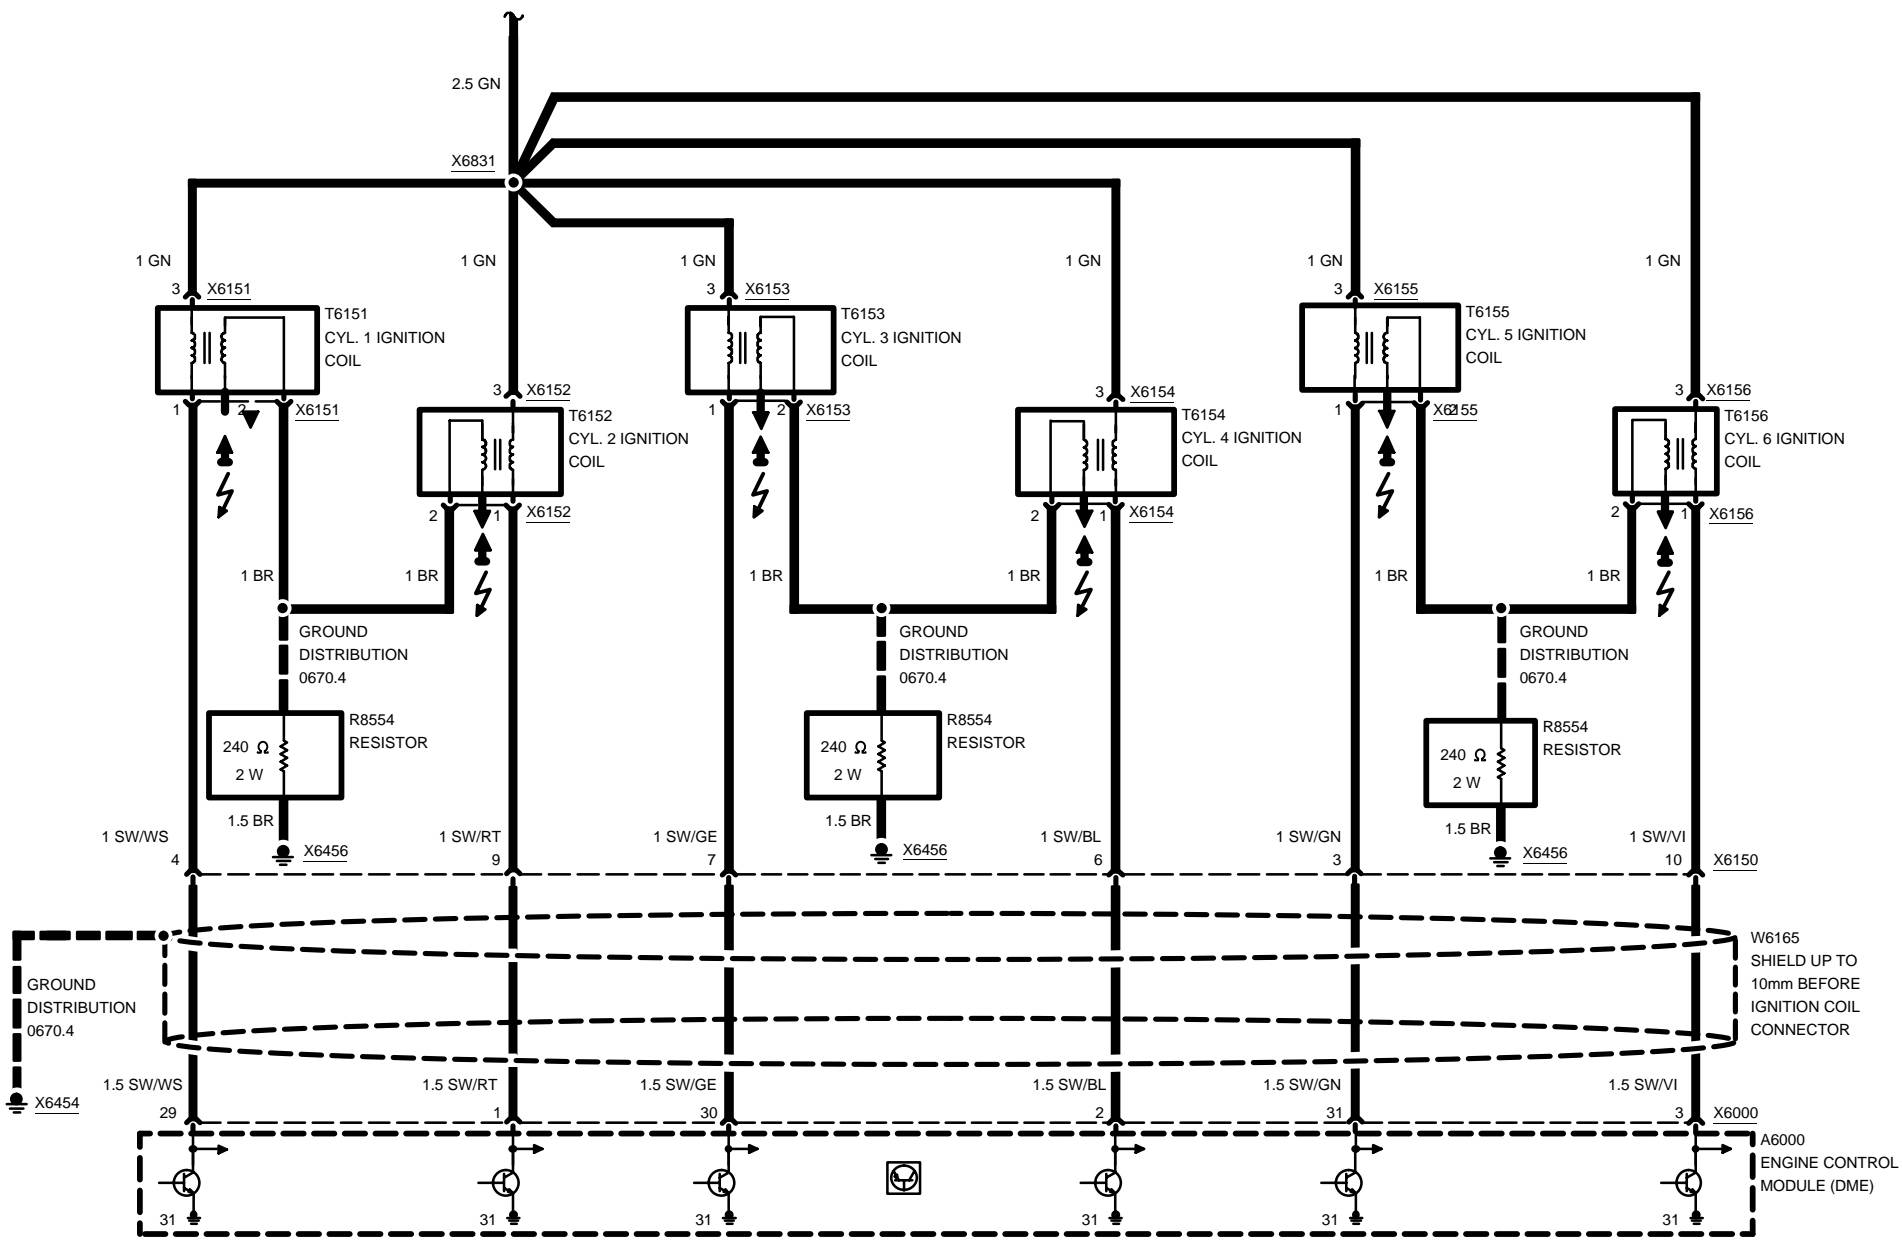 2.5 GN
X6831
1 GN
1 GN
1 GN
1 GN
1 GN
1 GN
3 X6151
3 X6153
3 X6155
T6151
CYL. 1 IGNITION
COIL
T6153
CYL. 3 IGNITION
COIL
T6155
CYL. 5 IGNITION
COIL
3 X6152
3 X6154
3 X6156
1 2 X6151
1 2 X6153
1 2 X6155
T6152
CYL. 2 IGNITION
COIL
T6154
CYL. 4 IGNITION
COIL
T6156
CYL. 6 IGNITION
COIL
2 1 X6152
2 1 X6154
2 1 X6156
1 BR
1 BR
1 BR
1 BR
1 BR
1 BR
GROUND
DISTRIBUTION
0670.4
GROUND
DISTRIBUTION
0670.4
GROUND
DISTRIBUTION
0670.4
R8554
RESISTOR
240 Ω
2 W
R8554
RESISTOR
240 Ω
2 W
R8554
RESISTOR
240 Ω
2 W
1.5 BR
X6456
1.5 BR
X6456
1.5 BR
X6456
1 SW/WS
1 SW/RT
1 SW/GE
1 SW/BL
1 SW/GN
1 SW/VI
4
9
7
6
3
10 X6150
W6165
SHIELD UP TO
10mm BEFORE
IGNITION COIL
CONNECTOR
GROUND
DISTRIBUTION
0670.4
X6454
1.5 SW/WS
1.5 SW/RT
1.5 SW/GE
1.5 SW/BL
1.5 SW/GN
1.5 SW/VI
29
1
30
2
31
3 X6000
A6000
ENGINE CONTROL
MODULE (DME)
31
31
31
31
31
31